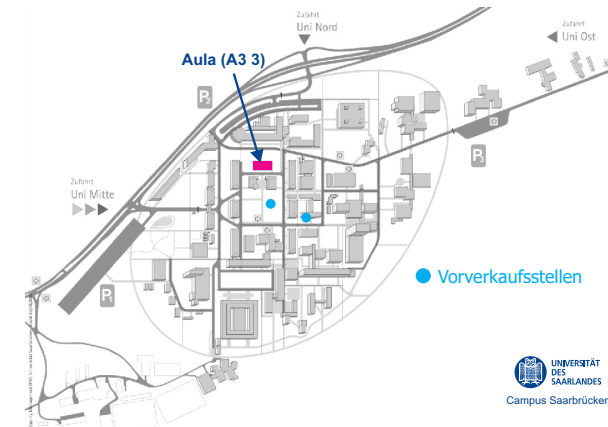 Zufahrt
Uni Nord
Zufahrt
Uni Ost
Aula (A3 3)
P2
P3
Zufahrt
Uni Mitte
P1
Vorverkaufsstellen
UNIVERSITÄT
DES
SAARLANDES
Campus Saarbrücken